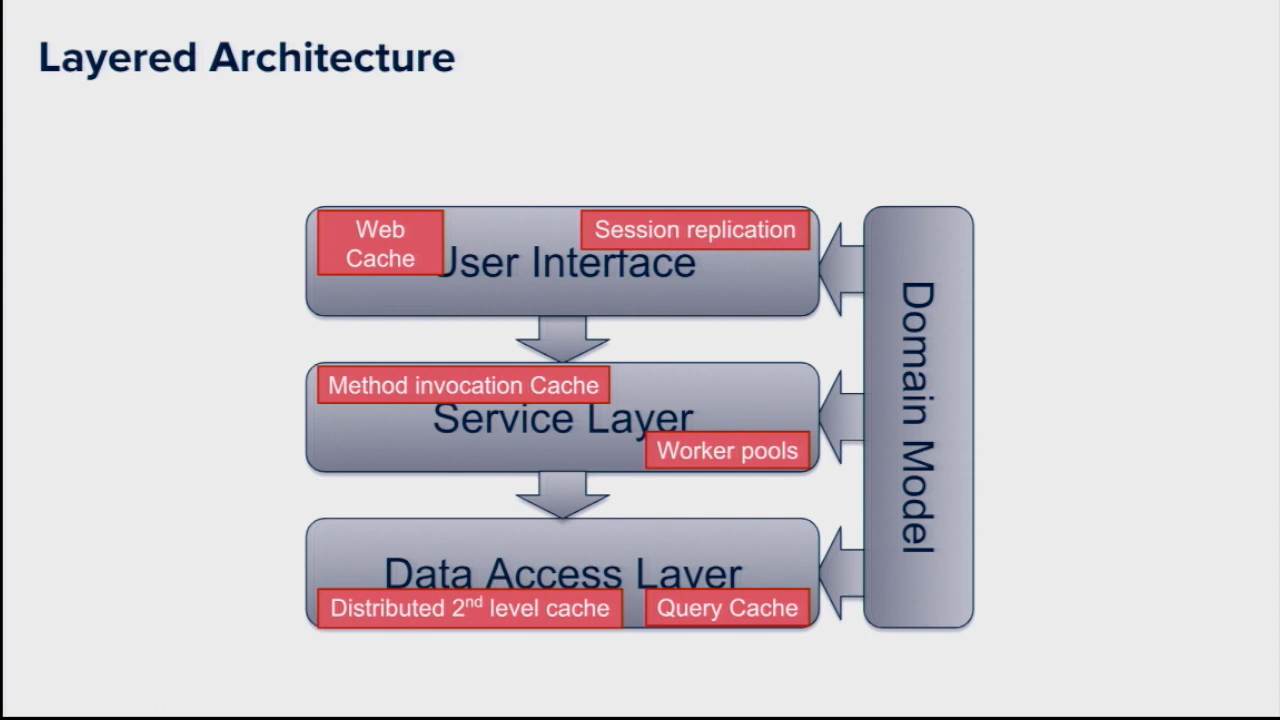 Layered Architecture
Web
Cache
Session replication
User Interface
Method invocation Cache
Service Layer
Worker pools
Data Access Layer
Distributed 2nd level cache
Query Cache
Domain Model